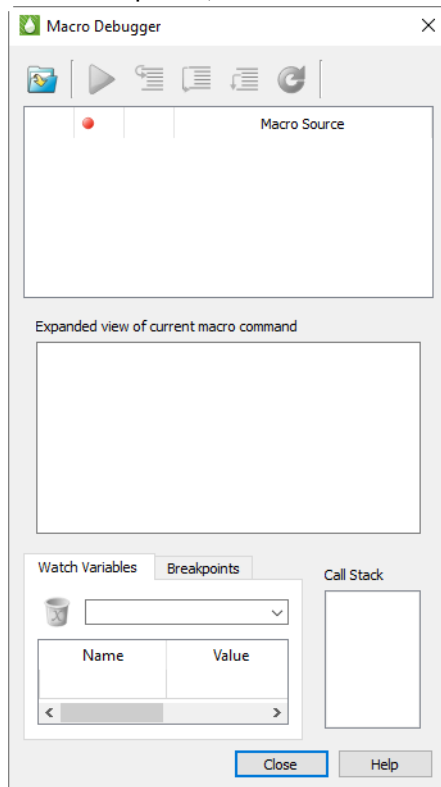 Macro Debugger
Macro Source
Expanded view of current macro command
Watch Variables
Breakpoints
Call Stack
Name
Value
Close
Help